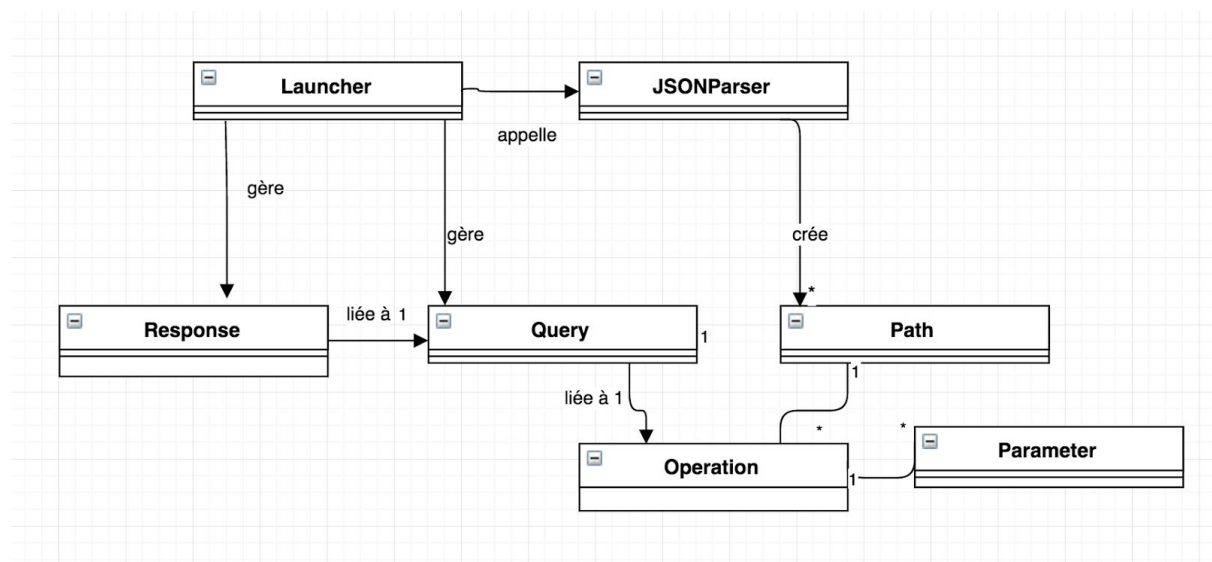 Launcher
JSONParser
appelle
gère
gère
crée
*
liée à 1
Response
Query
1
Path
1
liée à 1
*
*
Operation
1
Parameter